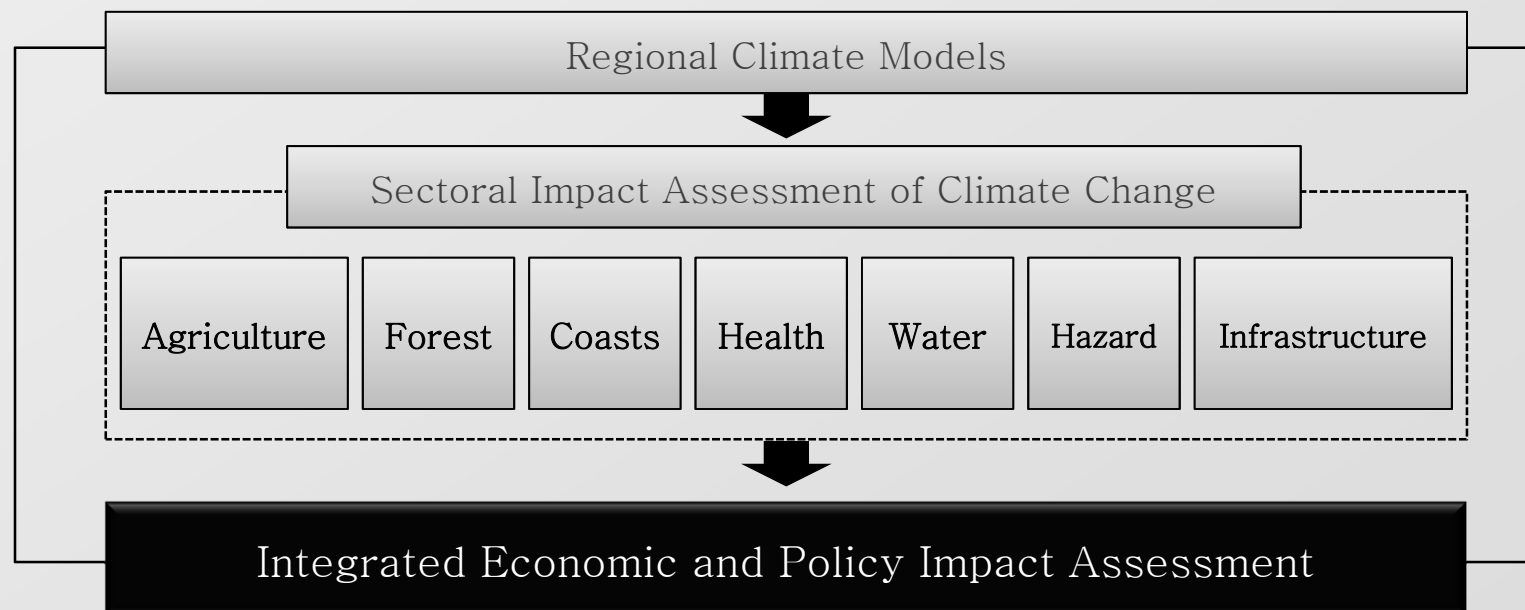 Regional Climate Models
Sectoral Impact Assessment of Climate Change
Agriculture
Forest
Coasts
Health
Water
Hazard
Infrastructure
Integrated Economic and Policy Impact Assessment